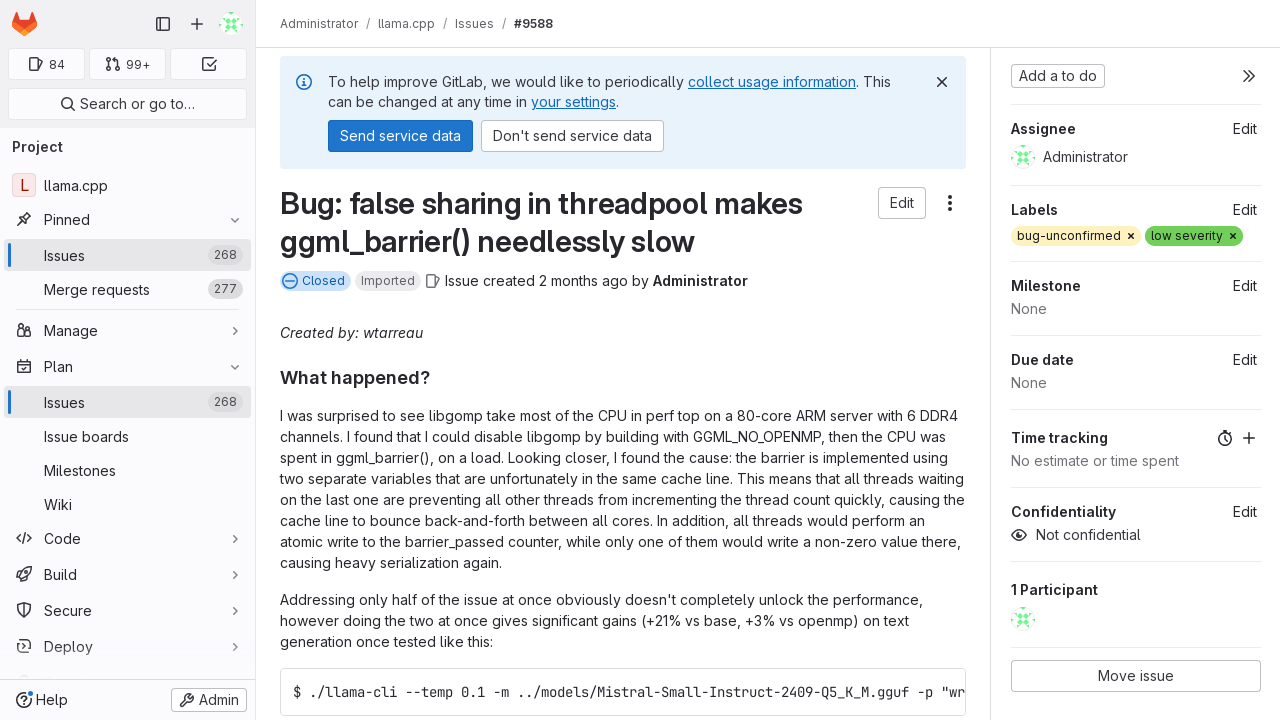 Administrator / llama.cpp / Issues / #9588
84
99+
Search or go to…
Project
L llama.cpp
Pinned
Issues 268
Merge requests 277
Manage
Plan
Issues 268
Issue boards
Milestones
Wiki
Code
Build
Secure
Deploy
Help
Admin
To help improve GitLab, we would like to periodically collect usage information. This
can be changed at any time in your settings.
Send service data
Don't send service data
Bug: false sharing in threadpool makes
ggml_barrier() needlessly slow
Edit
Closed Imported Issue created 2 months ago by Administrator
Created by: wtarreau
What happened?
I was surprised to see libgomp take most of the CPU in perf top on a 80-core ARM server with 6 DDR4
channels. I found that I could disable libgomp by building with GGML_NO_OPENMP, then the CPU was
spent in ggml_barrier(), on a load. Looking closer, I found the cause: the barrier is implemented using
two separate variables that are unfortunately in the same cache line. This means that all threads waiting
on the last one are preventing all other threads from incrementing the thread count quickly, causing the
cache line to bounce back-and-forth between all cores. In addition, all threads would perform an
atomic write to the barrier_passed counter, while only one of them would write a non-zero value there,
causing heavy serialization again.
Addressing only half of the issue at once obviously doesn't completely unlock the performance,
however doing the two at once gives significant gains (+21% vs base, +3% vs openmp) on text
generation once tested like this:
$ ./llama-cli --temp 0.1 -m ../models/Mistral-Small-Instruct-2409-Q5_K_M.gguf -p "wr
Add a to do
Assignee Edit
Administrator
Labels Edit
bug-unconfirmed × low severity ×
Milestone Edit
None
Due date Edit
None
Time tracking
No estimate or time spent
Confidentiality Edit
Not confidential
1 Participant
Move issue